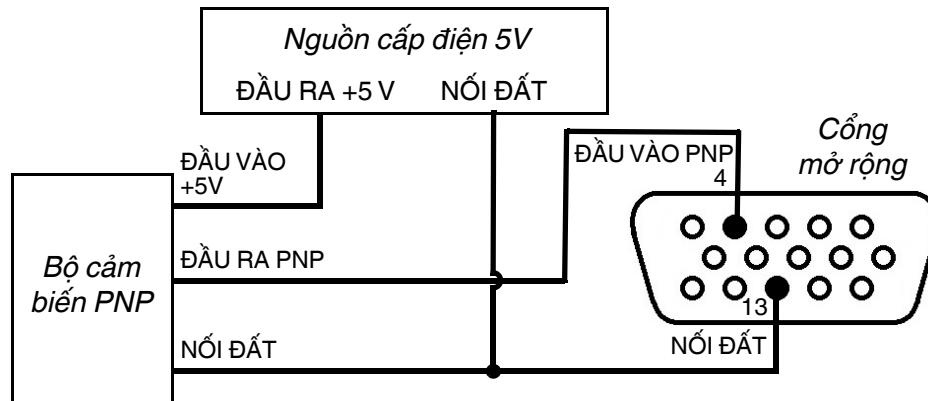 Nguồn cấp điện 5V
ĐẦU RA +5 V
NỐI ĐẤT
ĐẦU VÀO
+5V
ĐẦU VÀO PNP
4
Cổng
mở rộng
Bộ cảm
biến PNP
ĐẦU RA PNP
13
NỐI ĐẤT
NỐI ĐẤT